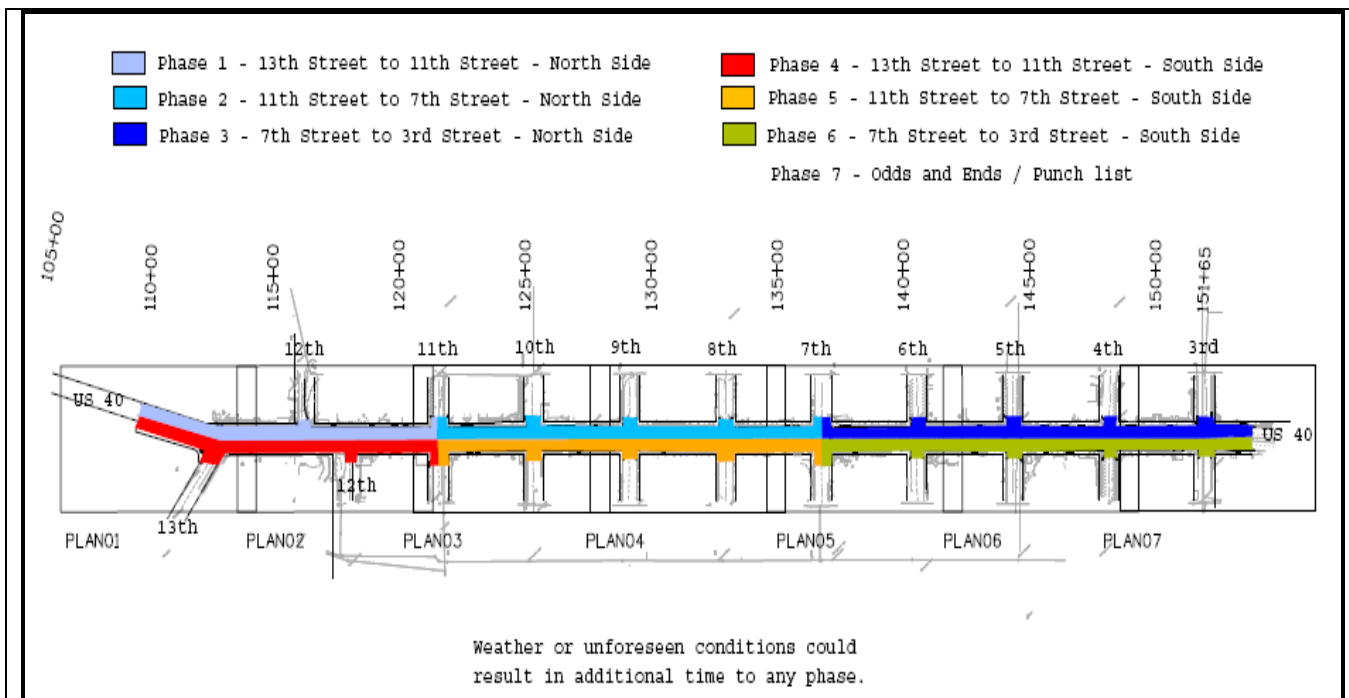 Phase 1 - 13th Street to 11th Street - North Side
Phase 2 - 11th Street to 7th Street - North Side
Phase 3 - 7th Street to 3rd Street - North Side
Phase 4 - 13th Street to 11th Street - South Side
Phase 5 - 11th Street to 7th Street - South Side
Phase 6 - 7th Street to 3rd Street - South Side
Phase 7 - Odds and Ends / Punch list
105+00
110+00
115+00
120+00
125+00
130+00
135+00
140+00
145+00
150+00
151+65
12th
11th
10th
9th
8th
7th
6th
5th
4th
3rd
US 40
US 40
12th
13th
PLAN01
PLAN02
PLAN03
PLAN04
PLAN05
PLAN06
PLAN07
Weather or unforeseen conditions could
result in additional time to any phase.